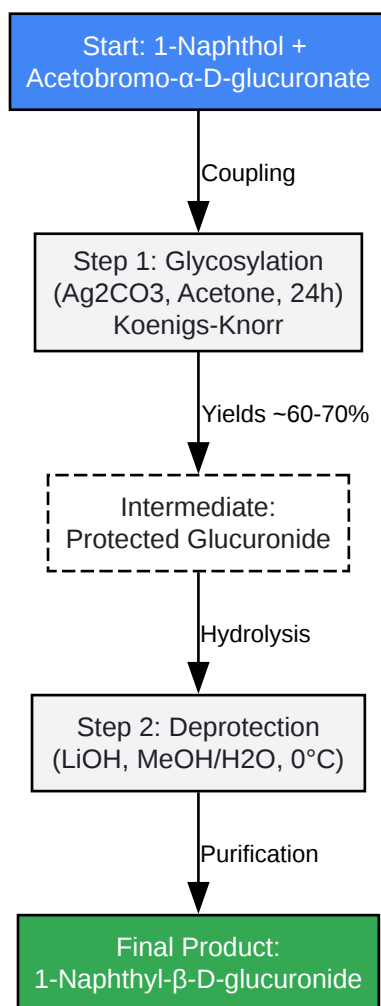 Start: 1-Naphthol +
Acetobromo-α-D-glucuronate
Coupling
Step 1: Glycosylation
(Ag2CO3, Acetone, 24h)
Koenigs-Knorr
Yields ~60-70%
Intermediate:
Protected Glucuronide
Hydrolysis
Step 2: Deprotection
(LiOH, MeOH/H2O, 0°C)
Purification
Final Product:
1-Naphthyl-β-D-glucuronide